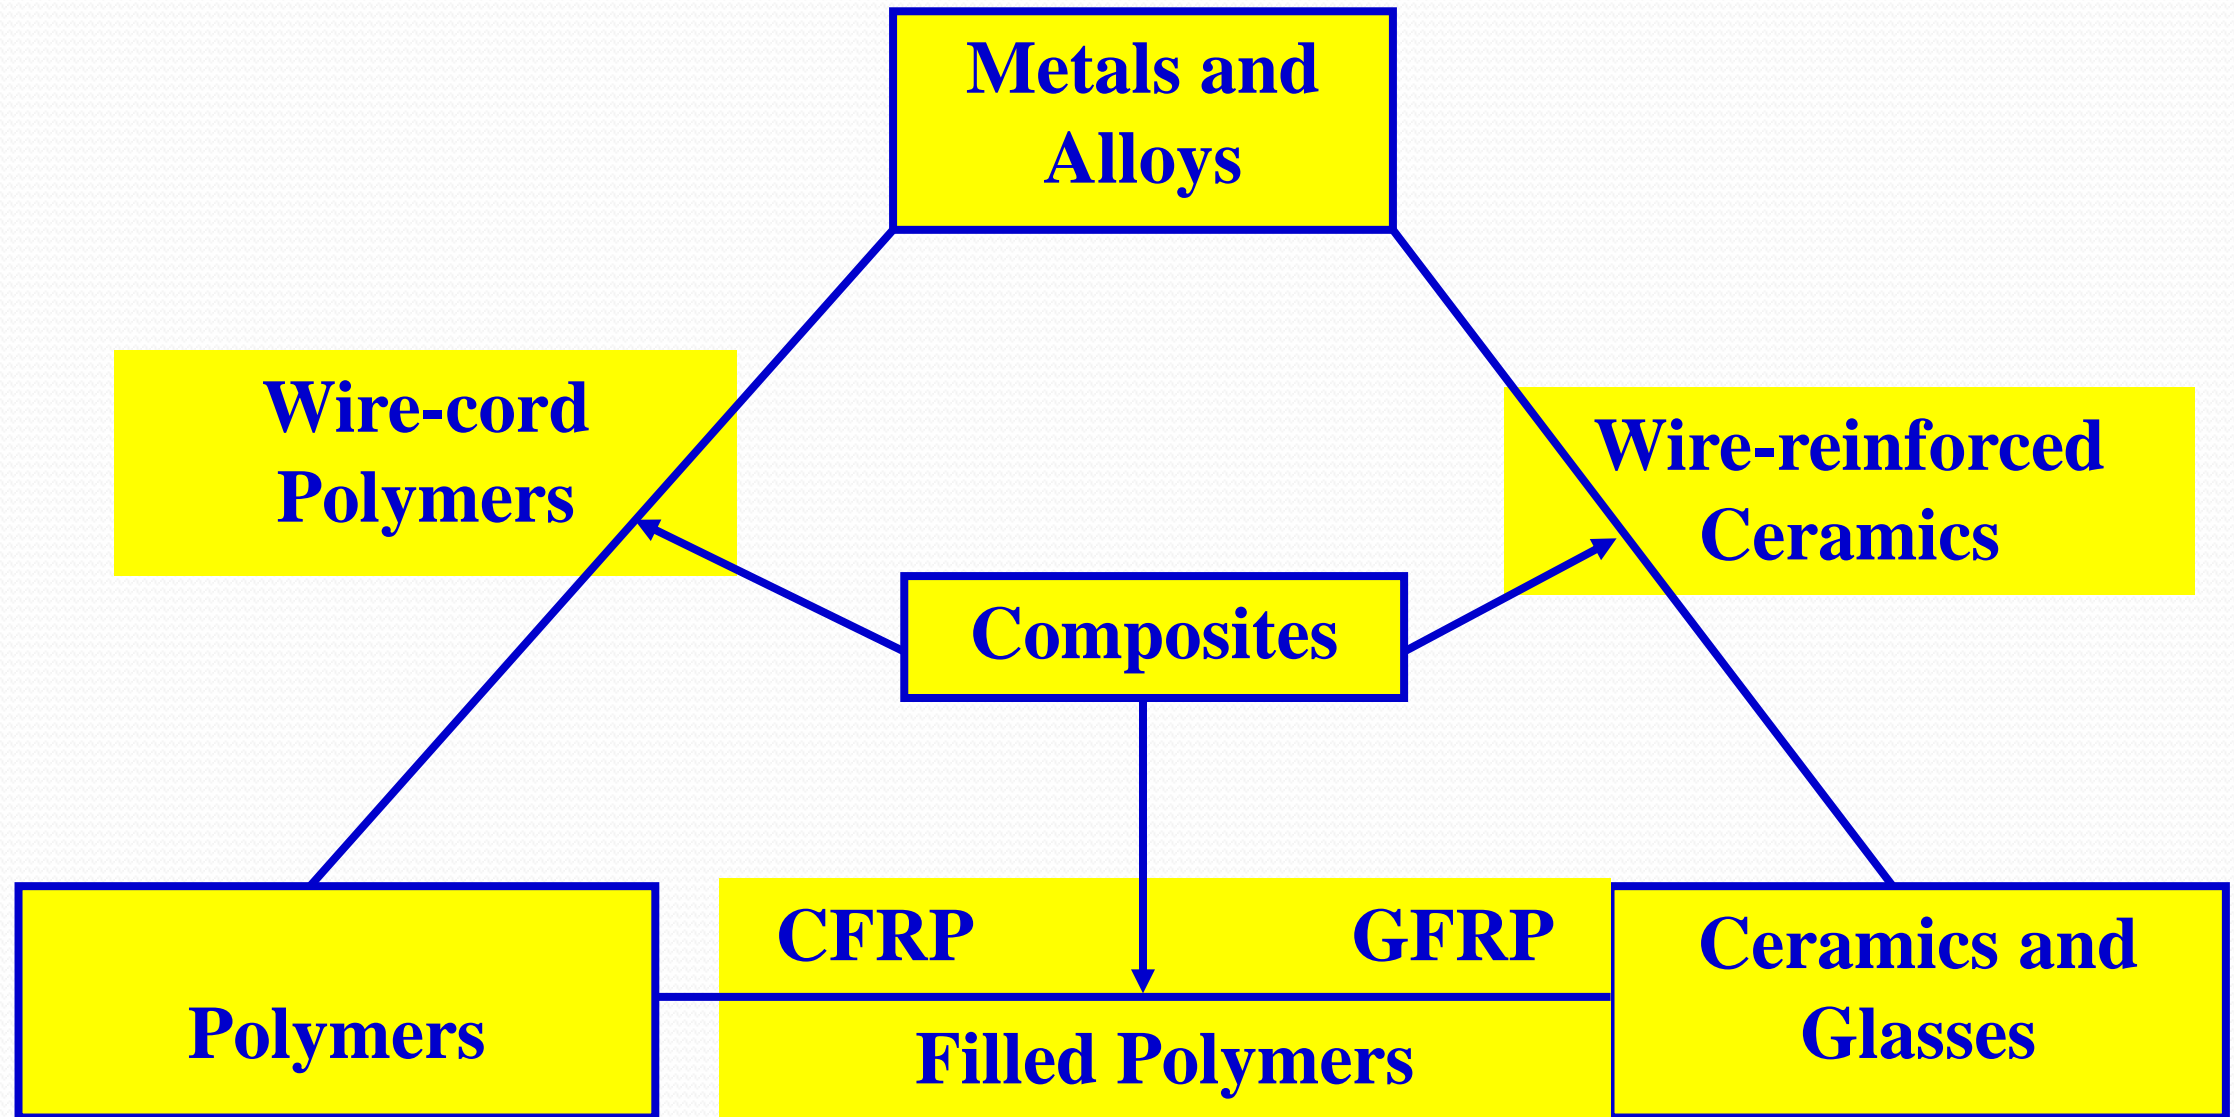 Metals and
Alloys
Wire-cord
Polymers
Wire-reinforced
Ceramics
Composites
Polymers
CFRP
GFRP
Filled Polymers
Ceramics and
Glasses